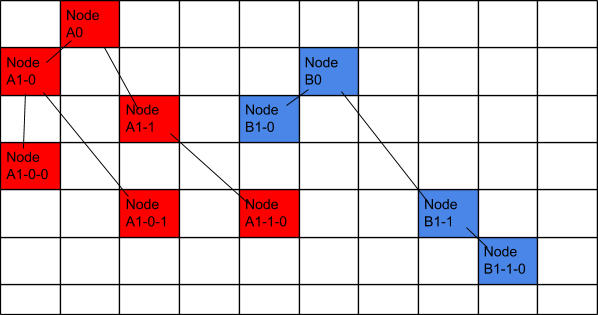 Node
A0
Node
A1-0
Node
B0
Node
A1-1
Node
B1-0
Node
A1-0-0
Node
A1-0-1
Node
A1-1-0
Node
B1-1
Node
B1-1-0